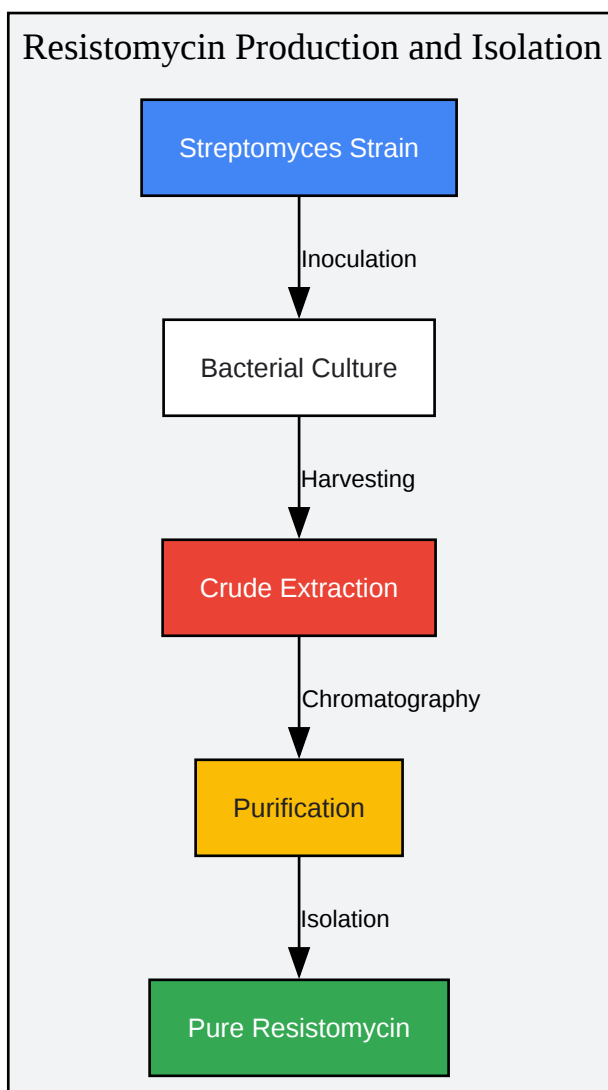 Resistomycin Production and Isolation
Streptomyces Strain
Inoculation
Bacterial Culture
Harvesting
Crude Extraction
Chromatography
Purification
Isolation
Pure Resistomycin